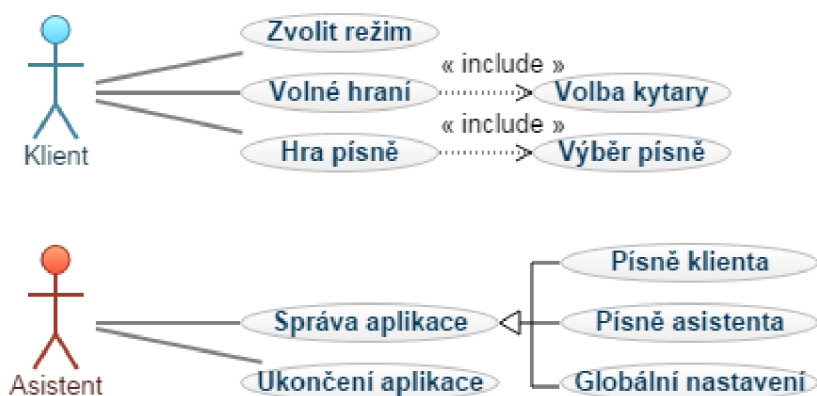 Zvolit režim
« include »
Volné hraní
Volba kytary
« include »
Hra písně
Výběr písně
Klient
Písně klienta
Správa aplikace
Písně asistenta
Ukončení aplikace
Globální nastavení
Asistent